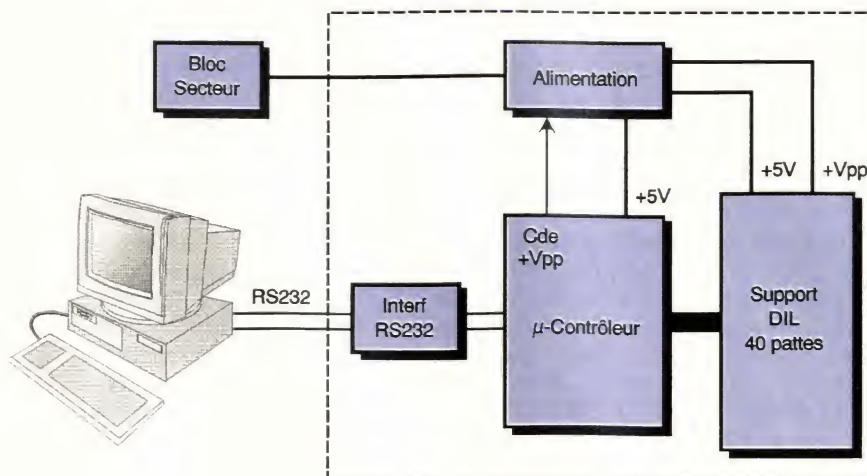 Bloc
Secteur
Alimentation
+5V
+Vpp
+5V
Cde
+Vpp
RS232
Interf
RS232
µ-Contrôleur
Support
DIL
40 pattes